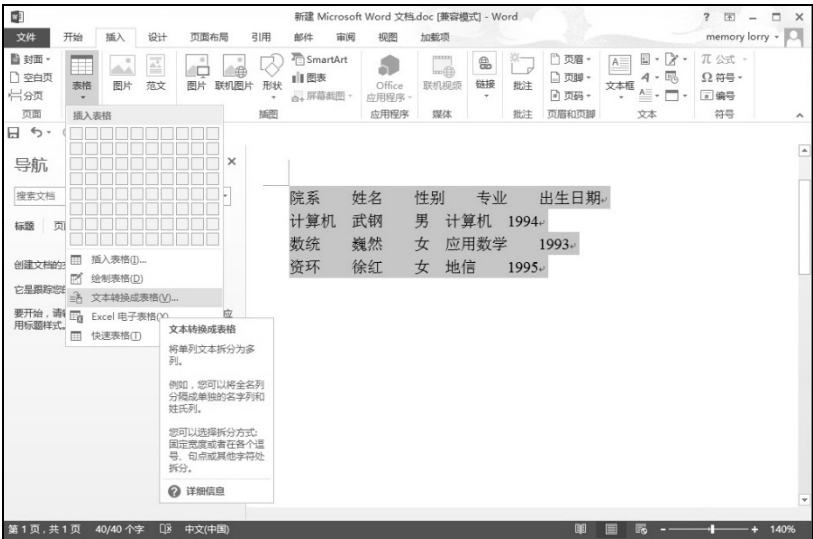 新建 Microsoft Word 文档.doc [兼容模式] - Word
文件 开始 插入 设计 页面布局 引用 邮件 审阅 视图 加载项 memory lorry
封面
空白页
分页
页面
表格
图片 范文
图片 联机图片 形状
SmartArt
图表
屏幕截图
插图
Office
应用程序
应用程序
联机视频
媒体
链接
批注
批注
页眉
页脚
页码
页眉和页脚
文本框
文本
π 公式
Ω 符号
编号
符号
插入表格
插入表格(I)...
绘制表格(D)
文本转换成表格(V)...
Excel 电子表格(X)
快速表格(T)
文本转换成表格
将单列文本拆分为多
列。
例如，您可以将全名列
分隔成单独的名字列和
姓氏列。
您可以选择拆分方式:
固定宽度或者在各个逗
号、句点或其他字符处
拆分。
详细信息
导航
搜索文档
标题 页
创建文档的
它是跟踪您
要开始，请 应
用标题样式。
院系 姓名 性别 专业 出生日期
计算机 武钢 男 计算机 1994
数统 巍然 女 应用数学 1993
资环 徐红 女 地信 1995
第 1 页，共 1 页 40/40 个字 中文(中国) 140%